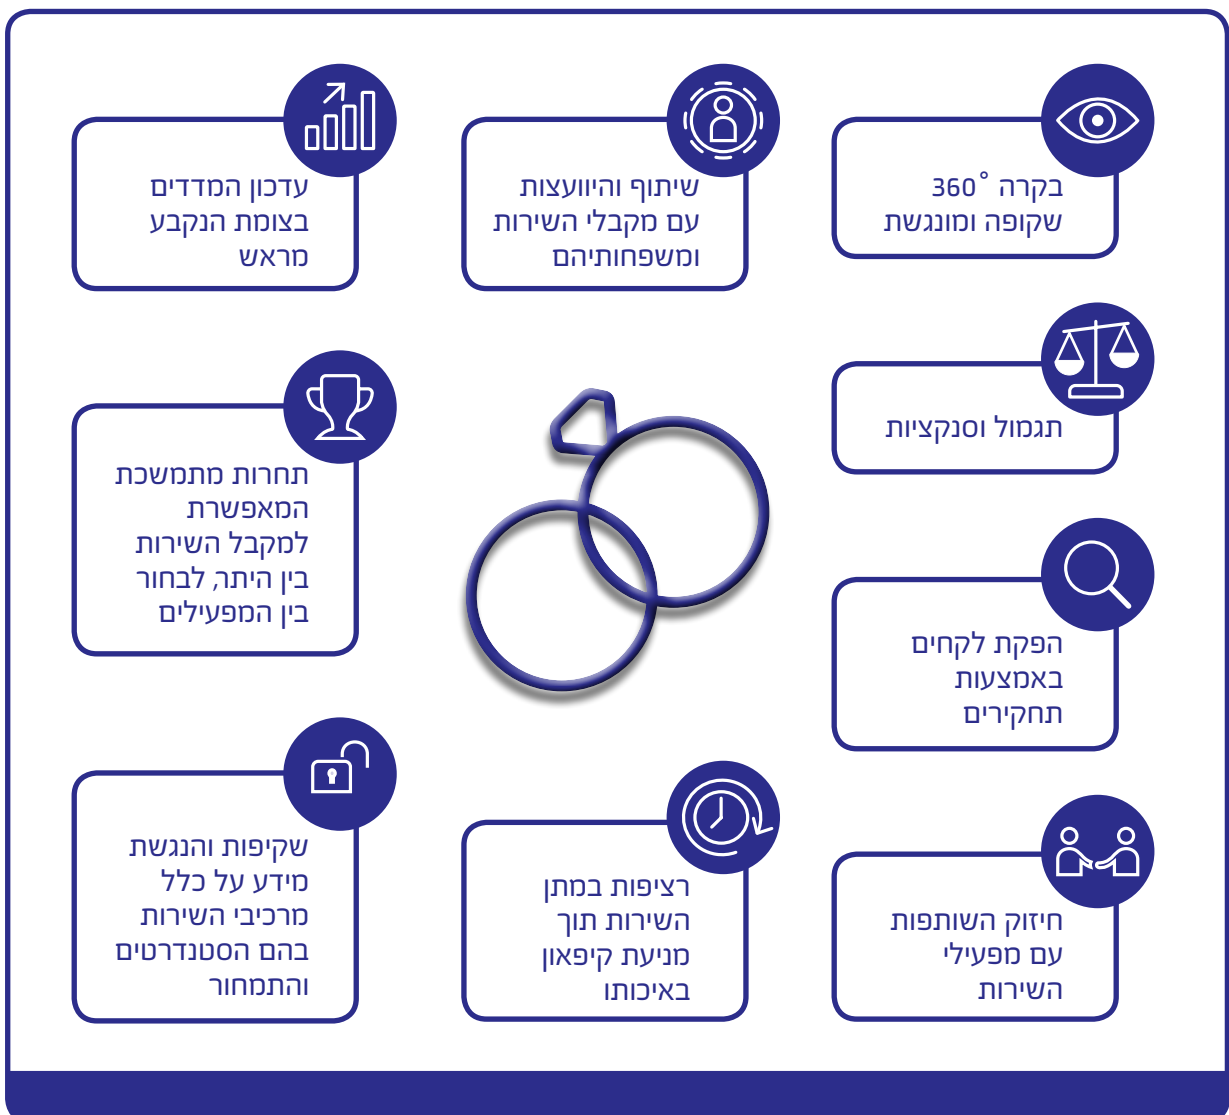 בקרה 360°
שקופה ומונגשת
שיתוף והיוועצות
עם מקבלי השירות
ומשפחותיהם
עדכון המדדים
בצומת הנקבע
מראש
תגמול וסנקציות
תחרות מתמשכת
המאפשרת
למקבל השירות
בין היתר, לבחור
בין המפעילים
הפקת לקחים
באמצעות
תחקירים
חיזוק השותפות
עם מפעילי
השירות
רציפות במתן
השירות תוך
מניעת קיפאון
באיכותו
שקיפות והנגשת
מידע על כלל
מרכיבי השירות
בהם הסטנדרטים
והתמחור